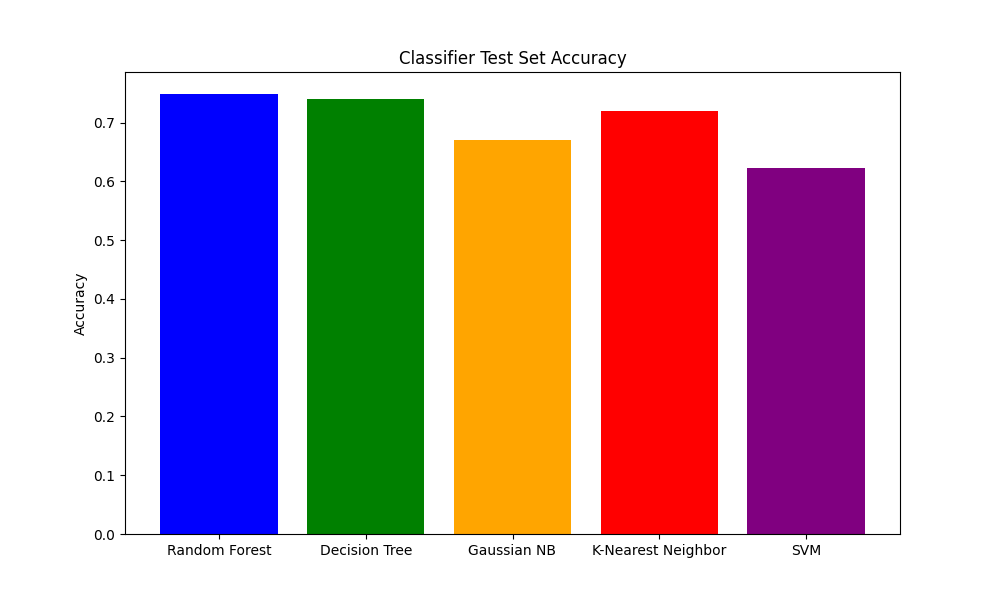 Classifier Test Set Accuracy
Accuracy
0.7
0.6
0.5
0.4
0.3
0.2
0.1
0.0
Random Forest
Decision Tree
Gaussian NB
K-Nearest Neighbor
SVM